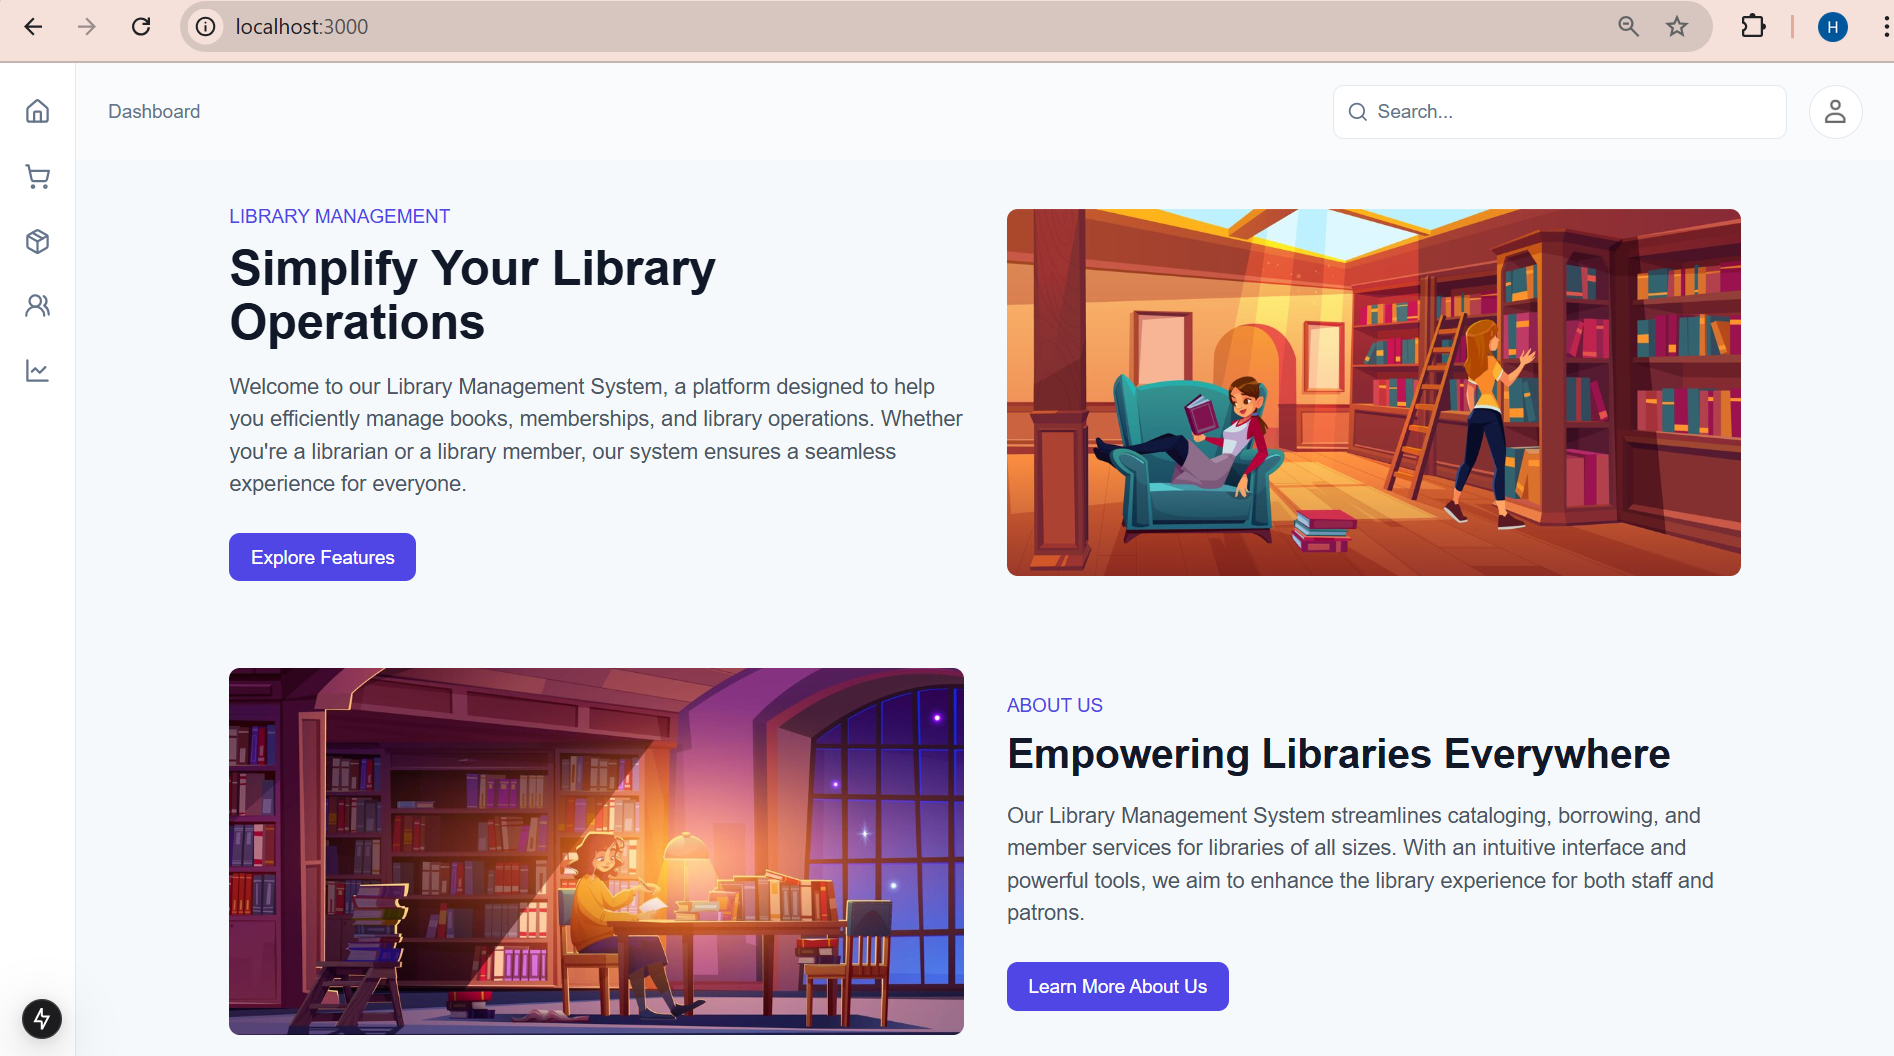 localhost:3000
H
Dashboard
Search...
LIBRARY MANAGEMENT
Simplify Your Library
Operations
Welcome to our Library Management System, a platform designed to help
you efficiently manage books, memberships, and library operations. Whether
you're a librarian or a library member, our system ensures a seamless
experience for everyone.
Explore Features
ABOUT US
Empowering Libraries Everywhere
Our Library Management System streamlines cataloging, borrowing, and
member services for libraries of all sizes. With an intuitive interface and
powerful tools, we aim to enhance the library experience for both staff and
patrons.
Learn More About Us